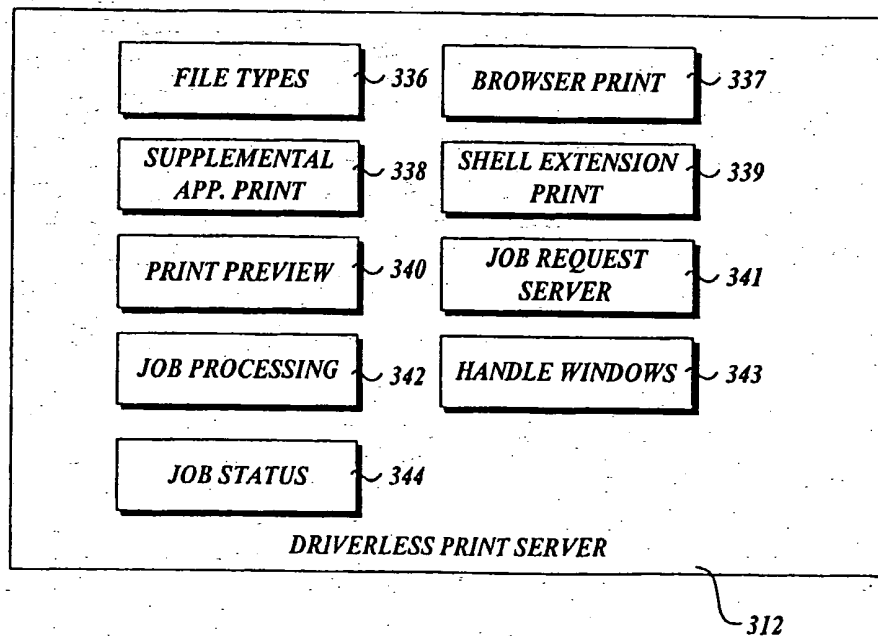 FILE TYPES 336
BROWSER PRINT 337
SUPPLEMENTAL
APP. PRINT 338
SHELL EXTENSION
PRINT 339
PRINT PREVIEW 340
JOB REQUEST
SERVER 341
JOB PROCESSING 342
HANDLE WINDOWS 343
JOB STATUS 344
DRIVERLESS PRINT SERVER
312